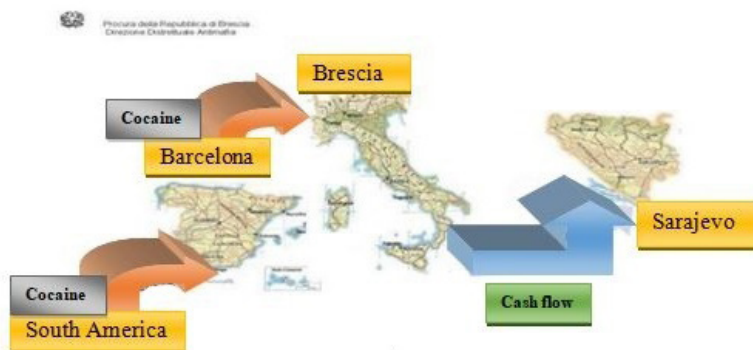 Procura della Repubblica di Brescia
Direzione Distrettuale Antimafia
Brescia
Cocaine
Barcelona
Sarajevo
Cocaine
Cash flow
South America